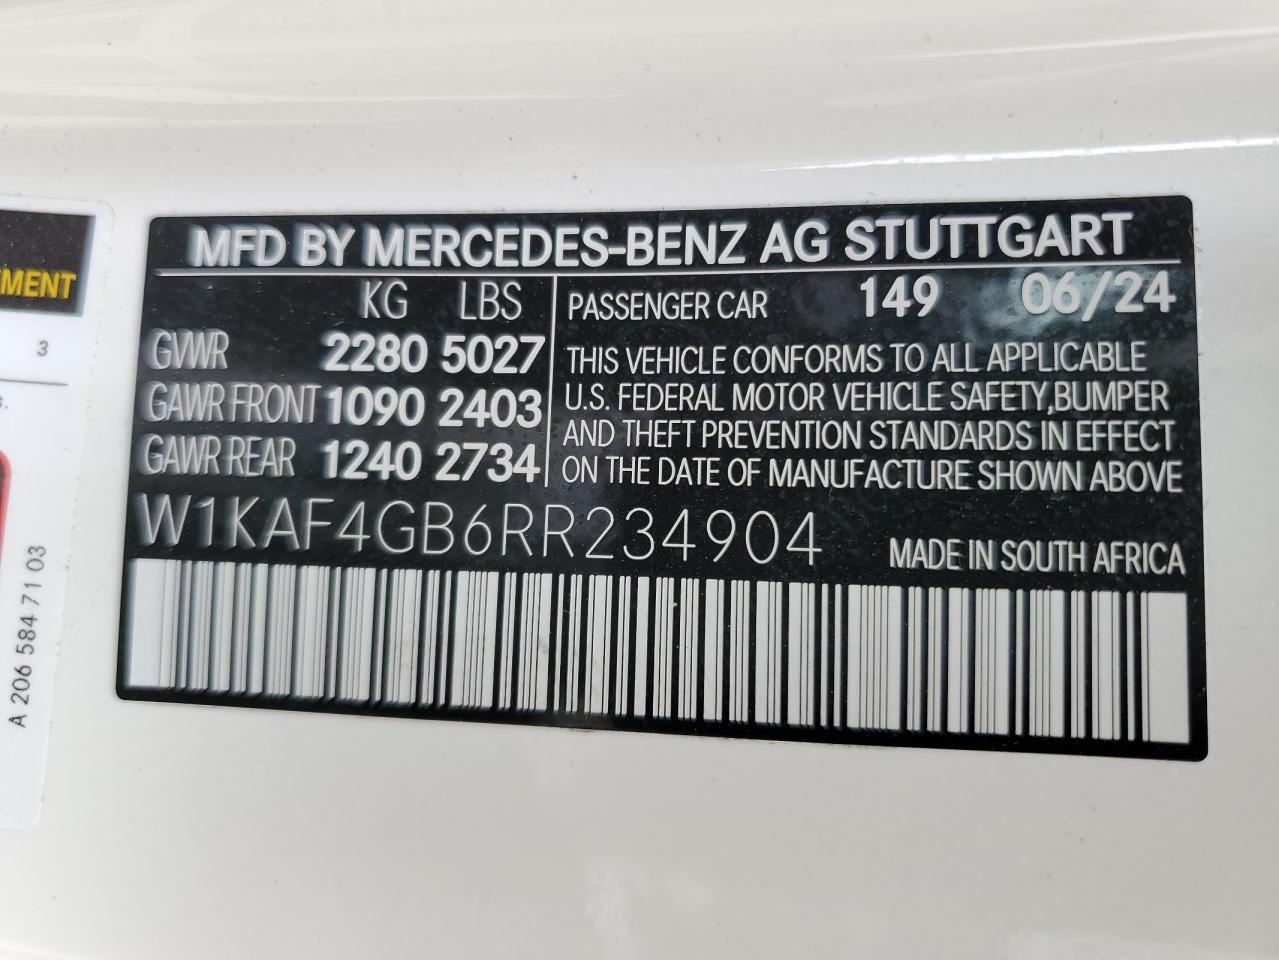 MFD BY MERCEDES-BENZ AG STUTTGART
KG LBS
GVWR 2280 5027
GAWR FRONT 1090 2403
GAWR REAR 1240 2734
PASSENGER CAR 149 06/24
THIS VEHICLE CONFORMS TO ALL APPLICABLE
U.S. FEDERAL MOTOR VEHICLE SAFETY,BUMPER
AND THEFT PREVENTION STANDARDS IN EFFECT
ON THE DATE OF MANUFACTURE SHOWN ABOVE
W1KAF4GB6RR234904
MADE IN SOUTH AFRICA
EMENT
3
s.
A 206 584 71 03